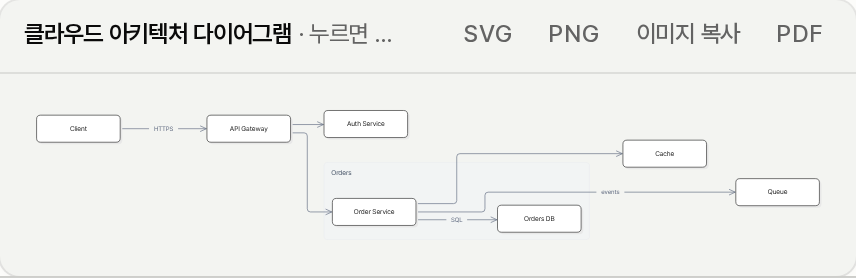 클라우드 아키텍처 다이어그램 · 누르면 ... SVG PNG 이미지 복사 PDF
Client
HTTPS
API Gateway
Auth Service
Cache
Orders
Order Service
SQL
Orders DB
events
Queue